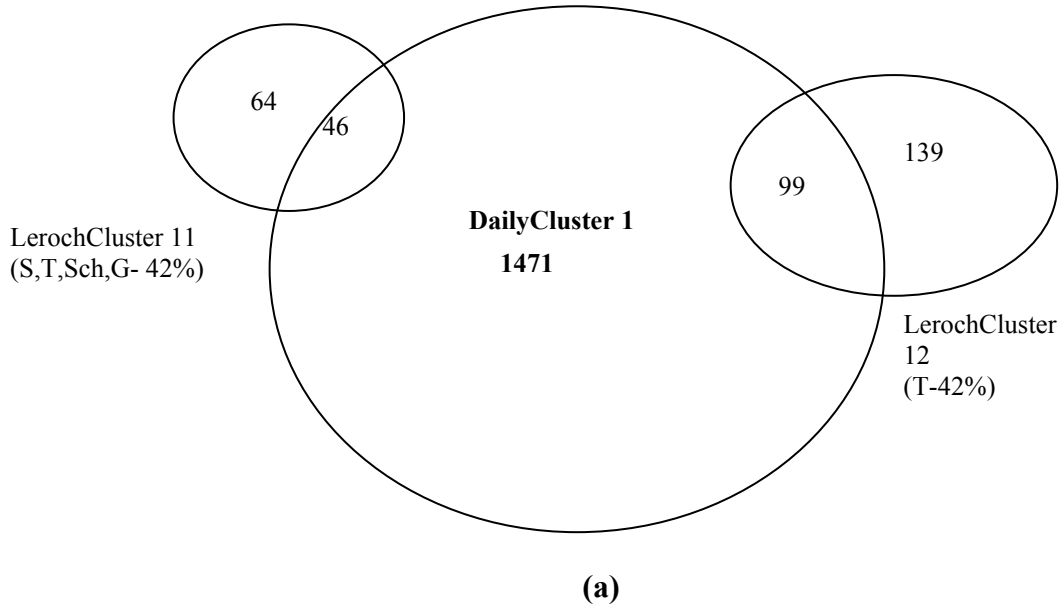 64
46
139
99
DailyCluster 1
1471
LerochCluster 11
(S,T,Sch,G- 42%)
LerochCluster
12
(T-42%)
(a)